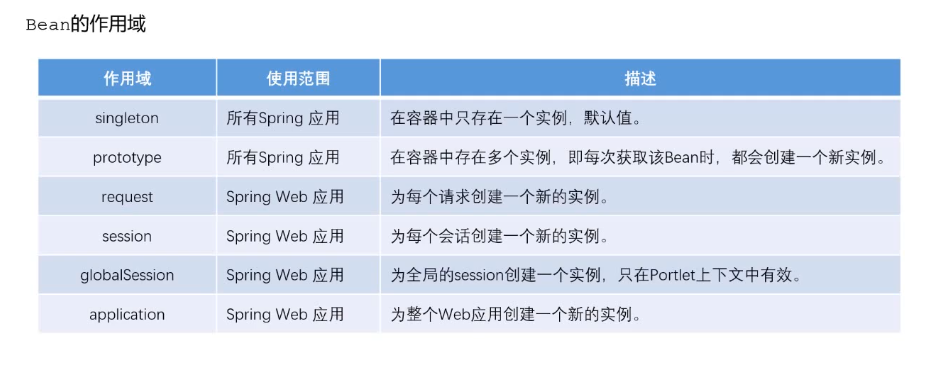 Bean的作用域
作用域 使用范围 描述
singleton 所有Spring 应用 在容器中只存在一个实例，默认值。
prototype 所有Spring 应用 在容器中存在多个实例，即每次获取该Bean时，都会创建一个新实例。
request Spring Web 应用 为每个请求创建一个新的实例。
session Spring Web 应用 为每个会话创建一个新的实例。
globalSession Spring Web 应用 为全局的session创建一个实例，只在Portlet上下文中有效。
application Spring Web 应用 为整个Web应用创建一个新的实例。